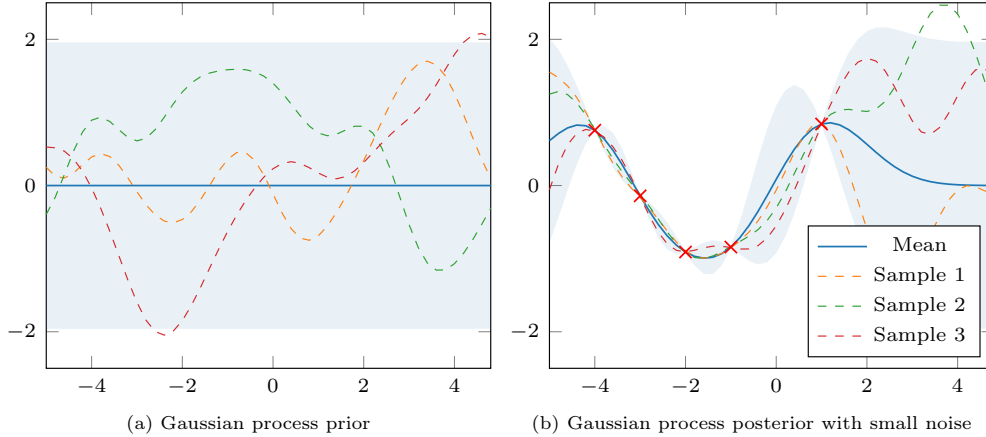 2
0
−2
−4
−2
0
2
4
(a) Gaussian process prior
2
0
−2
−4
−2
0
2
4
Mean
Sample 1
Sample 2
Sample 3
(b) Gaussian process posterior with small noise